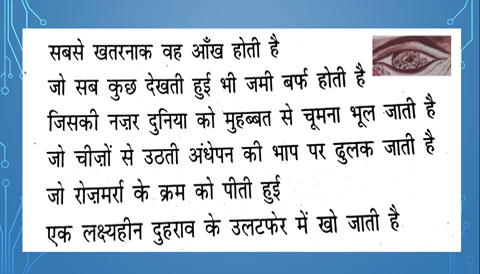 सबसे खतरनाक वह आँख होती है
जो सब कुछ देखती हुई भी जमी बर्फ होती है
जिसकी नज़र दुनिया को मुहब्बत से चूमना भूल जाती है
जो चीज़ों से उठती अंधेपन की भाप पर ढुलक जाती है
जो रोज़मर्रा के क्रम को पीती हुई
एक लक्ष्यहीन दुहराव के उलटफेर में खो जाती है